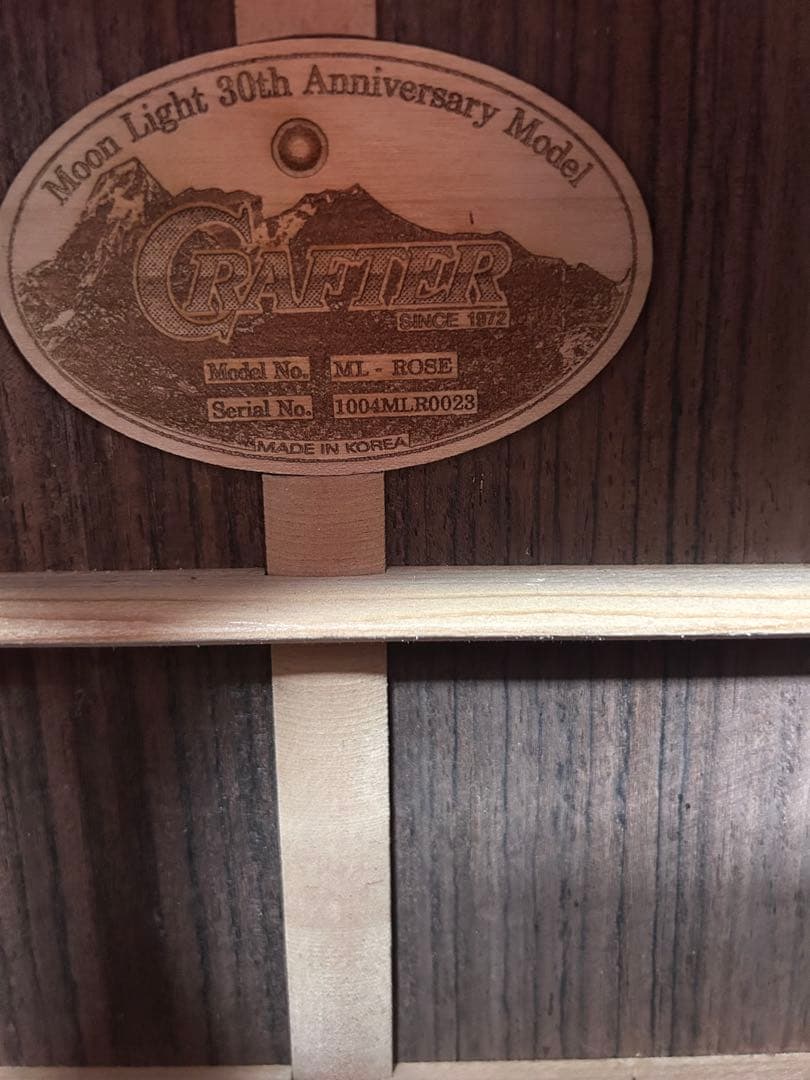 Moon Light 30th Anniversary Model
CRAFTER
SINCE 1972
Model No. ML - ROSE
Serial No. 1004MLR0023
MADE IN KOREA